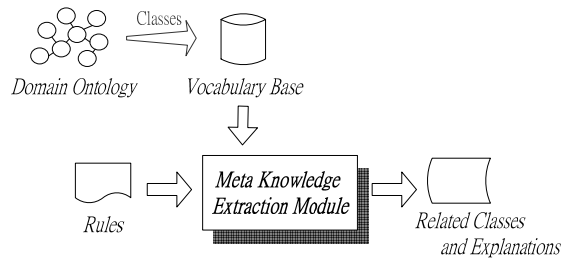 Classes
Domain Ontology
Vocabulary Base
Meta Knowledge
Extraction Module
Rules
Related Classes
and Explanations